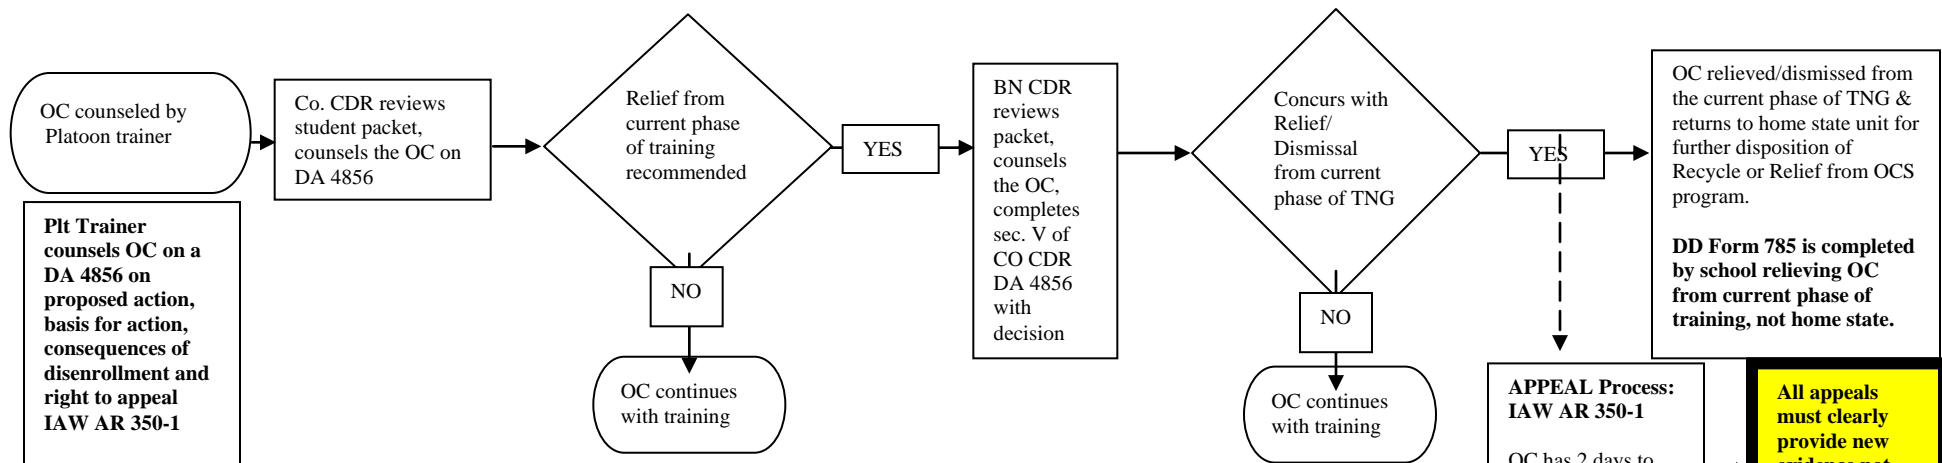 OC counseled by
Platoon trainer
Plt Trainer
counsels OC on a
DA 4856 on
proposed action,
basis for action,
consequences of
disenrollment and
right to appeal
IAW AR 350-1
Co. CDR reviews
student packet,
counsels the OC on
DA 4856
Relief from
current phase
of training
recommended
YES
NO
OC continues
with training
BN CDR
reviews
packet,
counsels
the OC,
completes
sec. V of
CO CDR
DA 4856
with
decision
Concurs with
Relief/
Dismissal
from current
phase of TNG
YES
NO
OC continues
with training
OC relieved/dismissed from
the current phase of TNG &
returns to home state unit for
further disposition of
Recycle or Relief from OCS
program.
DD Form 785 is completed
by school relieving OC
from current phase of
training, not home state.
APPEAL Process:
IAW AR 350-1
OC has 2 days to
All appeals
must clearly
provide new
evidence not